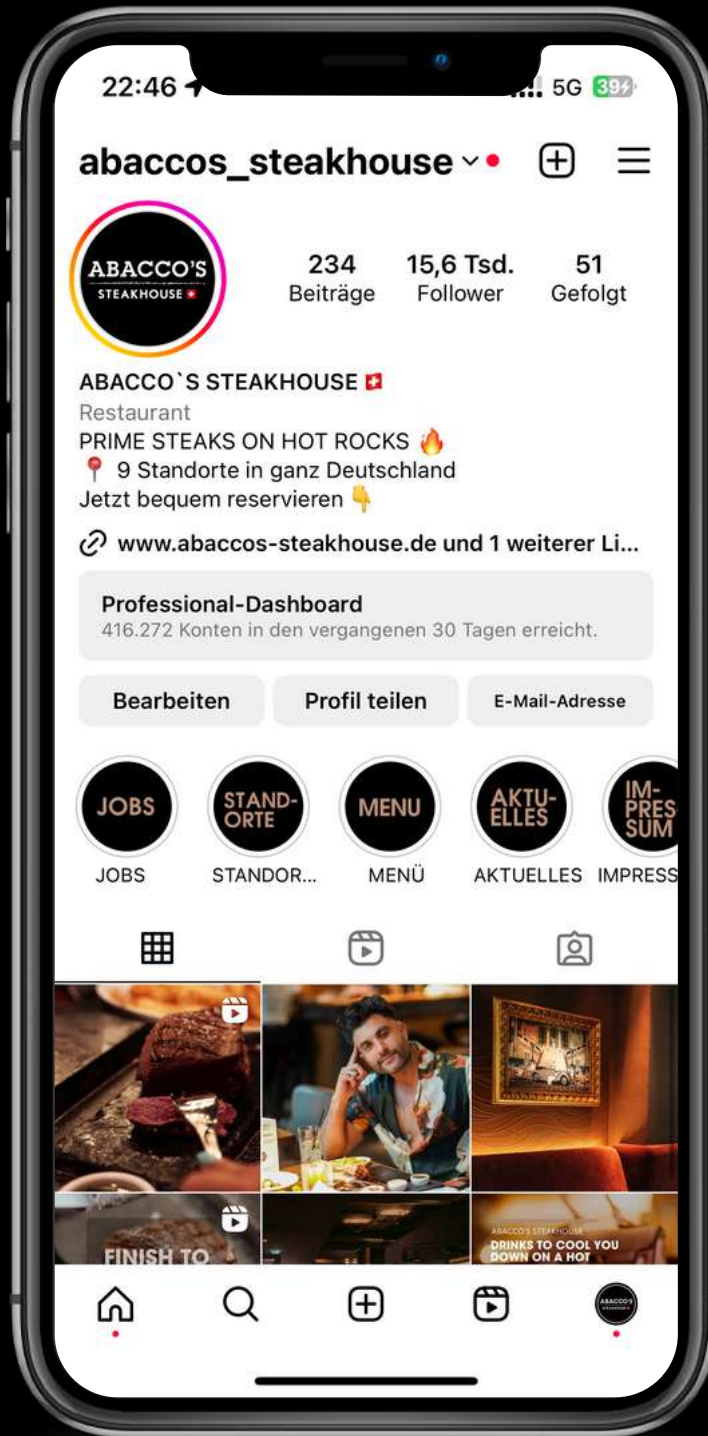 22:46
5G 39
abaccos_steakhouse
ABACCO'S
STEAKHOUSE
234
Beiträge
15,6 Tsd.
Follower
51
Gefolgt
ABACCO`S STEAKHOUSE 🇨🇭
Restaurant
PRIME STEAKS ON HOT ROCKS 🔥
📍 9 Standorte in ganz Deutschland
Jetzt bequem reservieren 👇
www.abaccos-steakhouse.de und 1 weiterer Li...
Professional-Dashboard
416.272 Konten in den vergangenen 30 Tagen erreicht.
Bearbeiten
Profil teilen
E-Mail-Adresse
JOBS
STAND-
ORTE
MENU
AKTU-
ELLES
IM-
PRES
SUM
JOBS
STANDOR...
MENÜ
AKTUELLES
IMPRESS
FINISH TO
ABACCO'S STEAKHOUSE
DRINKS TO COOL YOU
DOWN ON A HOT
ABACCO'S